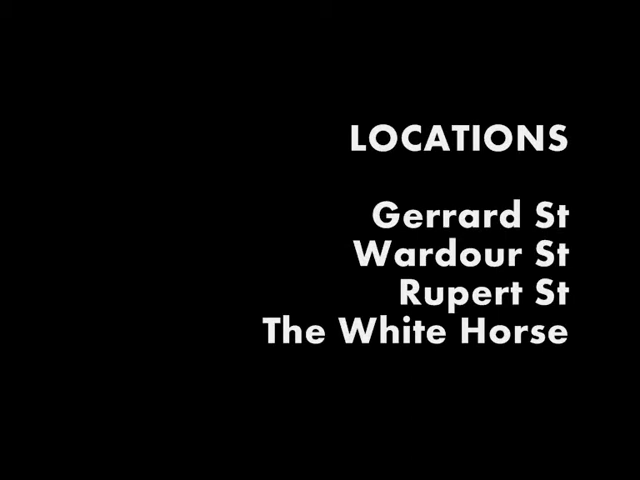 LOCATIONS
Gerrard St
Wardour St
Rupert St
The White Horse